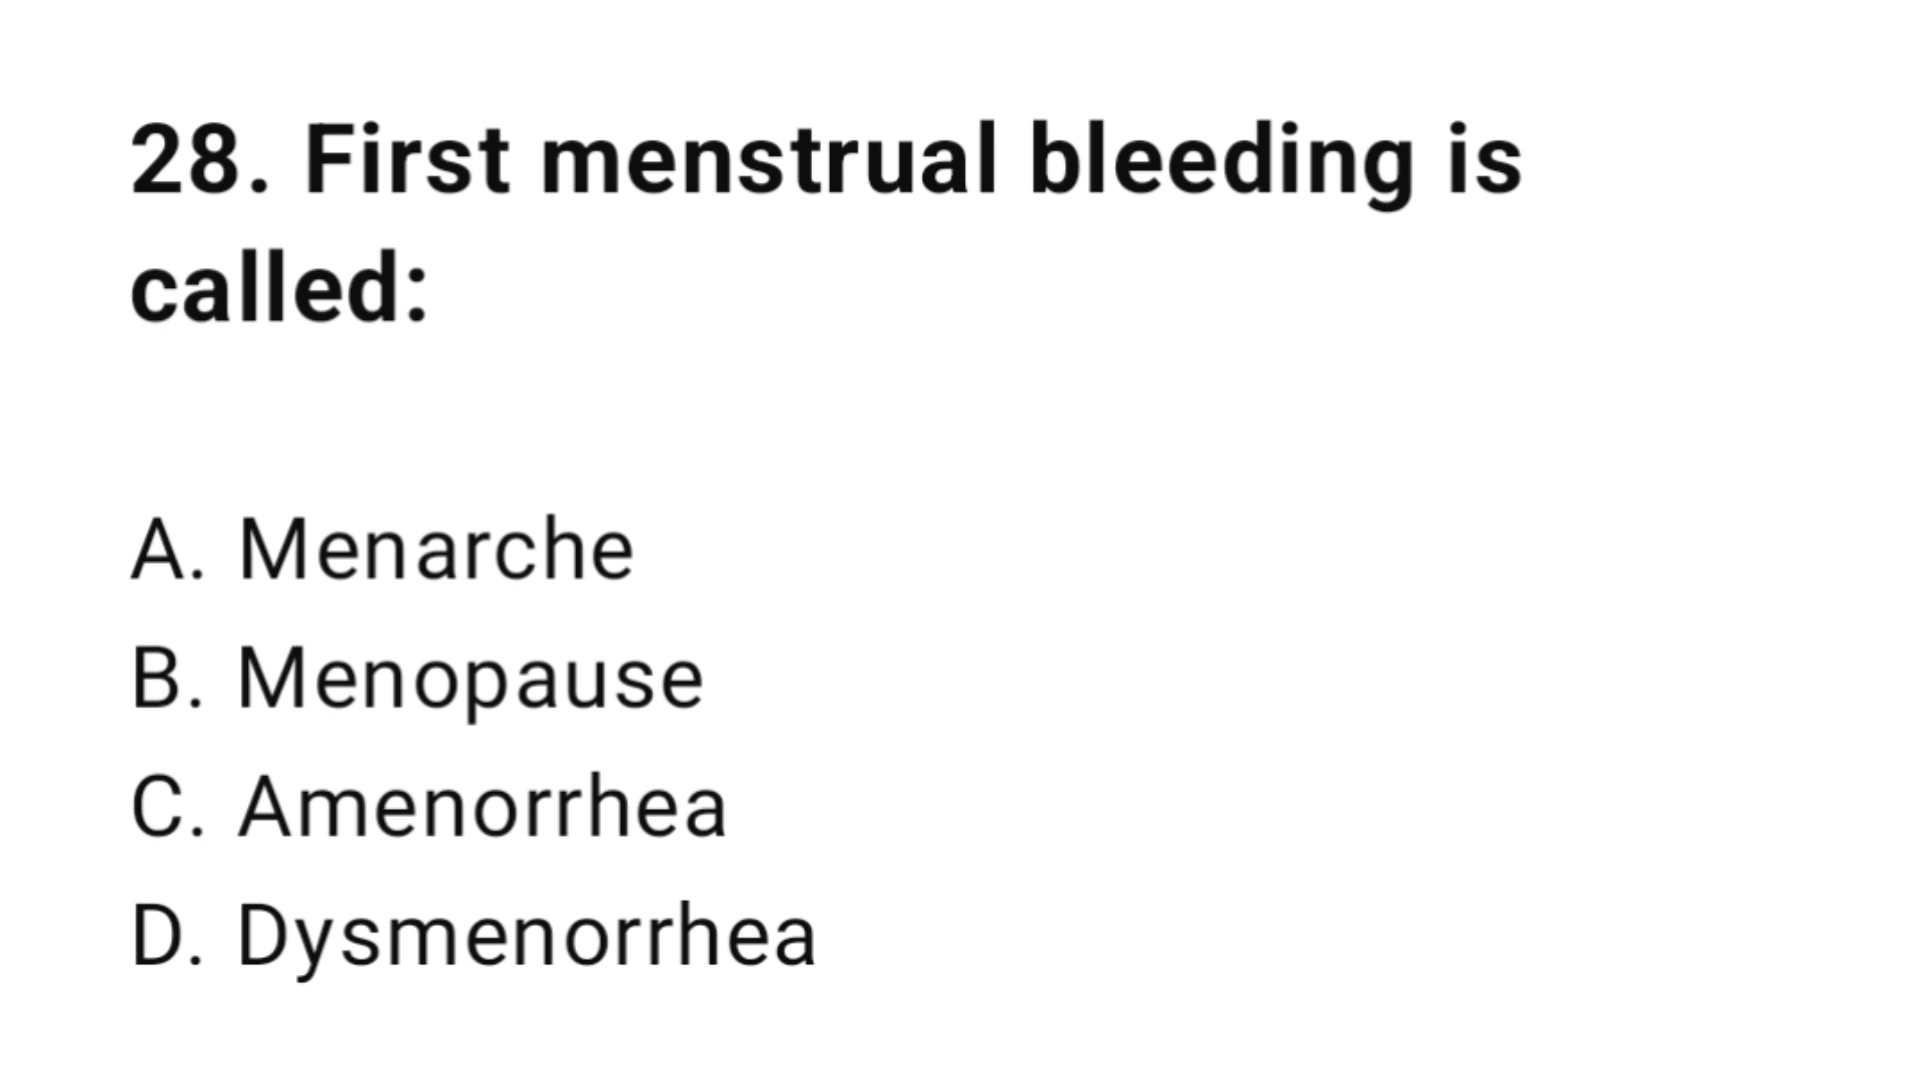 28. First menstrual bleeding is
called:
A. Menarche
B. Menopause
C. Amenorrhea
D. Dysmenorrhea